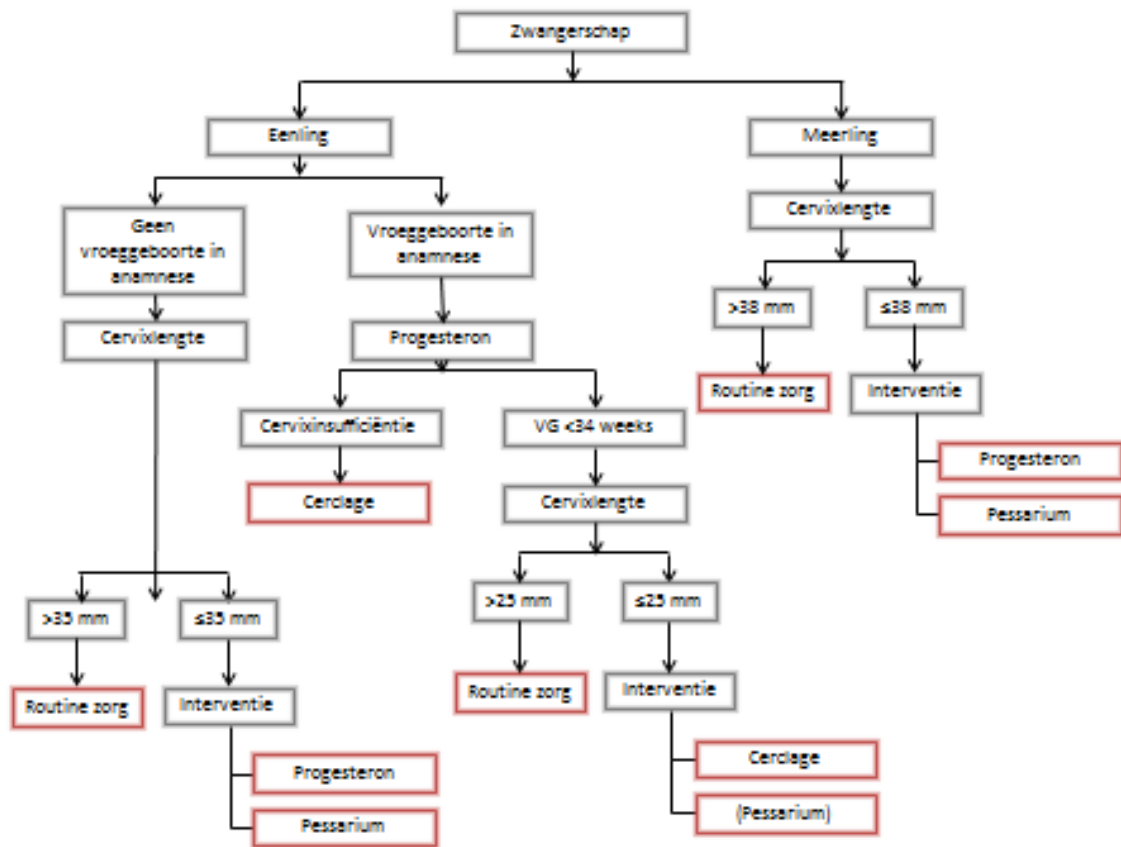 Zwangerschap
Eenling
Meerling
Geen
vroeggeboorte in
anamnese
Vroeggeboorte in
anamnese
Cervixlengte
>38 mm
≤38 mm
Cervixlengte
Progesteron
Routine zorg
Interventie
Cervixinsufficiëntie
VG <34 weeks
Progesteron
Cerclage
Cervixlengte
Pessarium
>35 mm
≤35 mm
>25 mm
≤25 mm
Routine zorg
Interventie
Routine zorg
Interventie
Progesteron
Cerclage
Pessarium
(Pessarium)